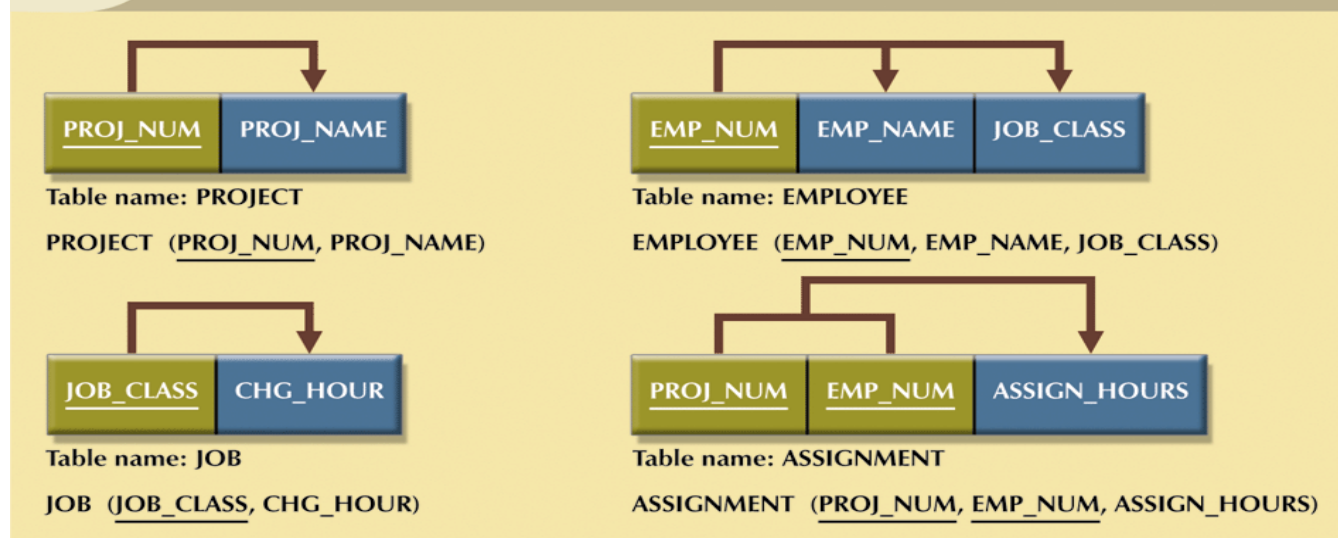 PROJ_NUM PROJ_NAME
Table name: PROJECT
PROJECT (PROJ_NUM, PROJ_NAME)
EMP_NUM EMP_NAME JOB_CLASS
Table name: EMPLOYEE
EMPLOYEE (EMP_NUM, EMP_NAME, JOB_CLASS)
JOB_CLASS CHG_HOUR
Table name: JOB
JOB (JOB_CLASS, CHG_HOUR)
PROJ_NUM EMP_NUM ASSIGN_HOURS
Table name: ASSIGNMENT
ASSIGNMENT (PROJ_NUM, EMP_NUM, ASSIGN_HOURS)